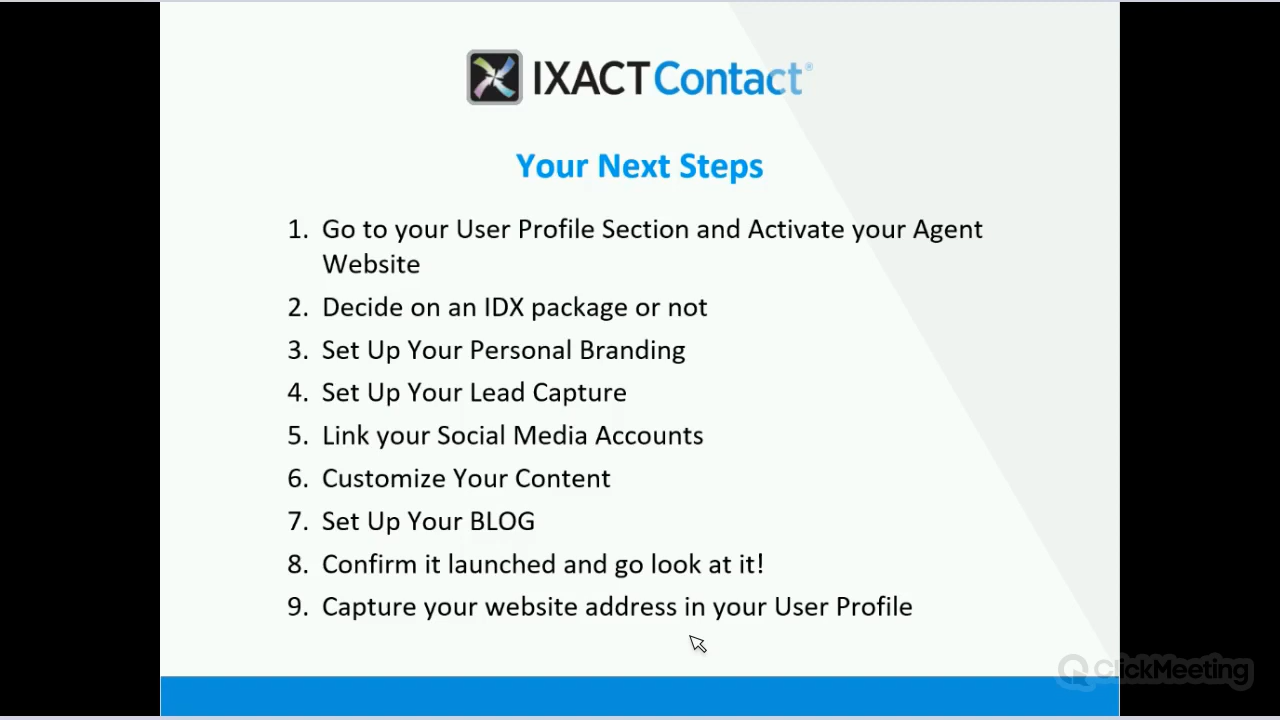 IXACT Contact®
Your Next Steps
1. Go to your User Profile Section and Activate your Agent
Website
2. Decide on an IDX package or not
3. Set Up Your Personal Branding
4. Set Up Your Lead Capture
5. Link your Social Media Accounts
6. Customize Your Content
7. Set Up Your BLOG
8. Confirm it launched and go look at it!
9. Capture your website address in your User Profile
ClickMeeting